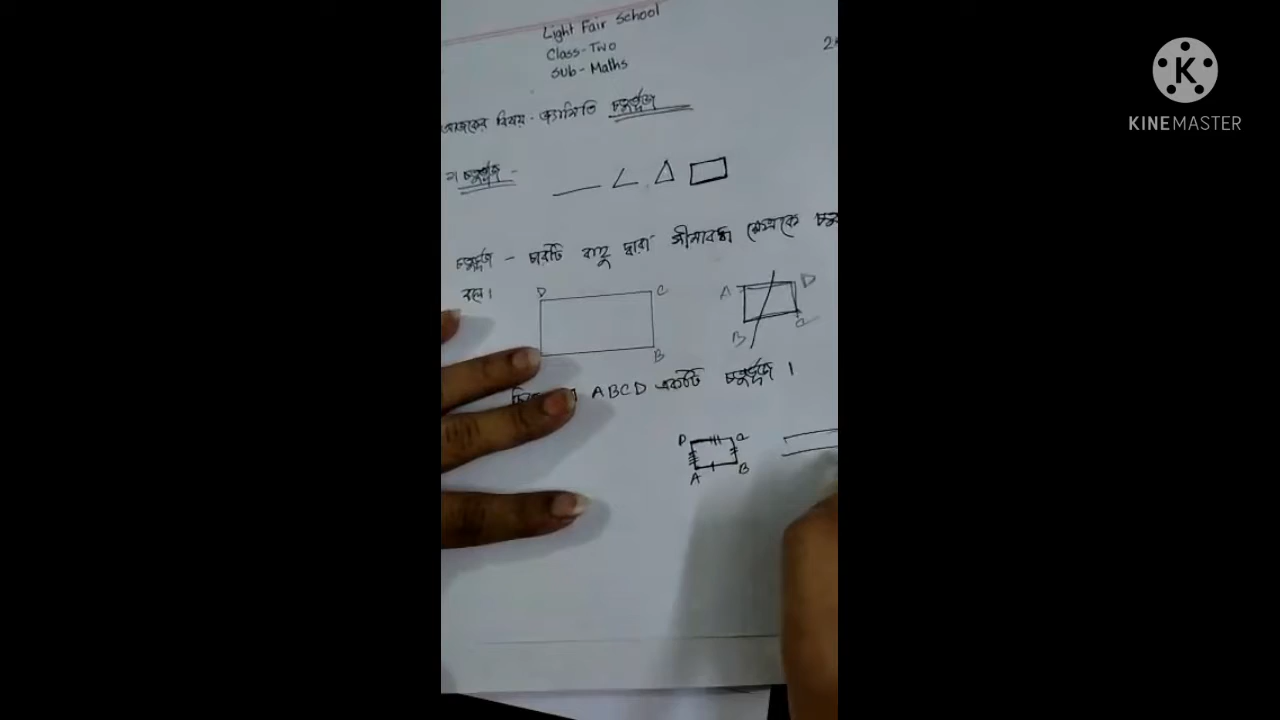 Light Fair School
Class-Two
Sub-Maths
আজকের বিষয় - জ্যামিতি চতুর্ভুজ
চতুর্ভুজ -
চতুর্ভুজ - চারটি বাহু দ্বারা সীমাবদ্ধ ক্ষেত্রকে
বলে।
D C A D
B B C
ABCD একটি চতুর্ভুজ।
D C
A B
KINEMASTER